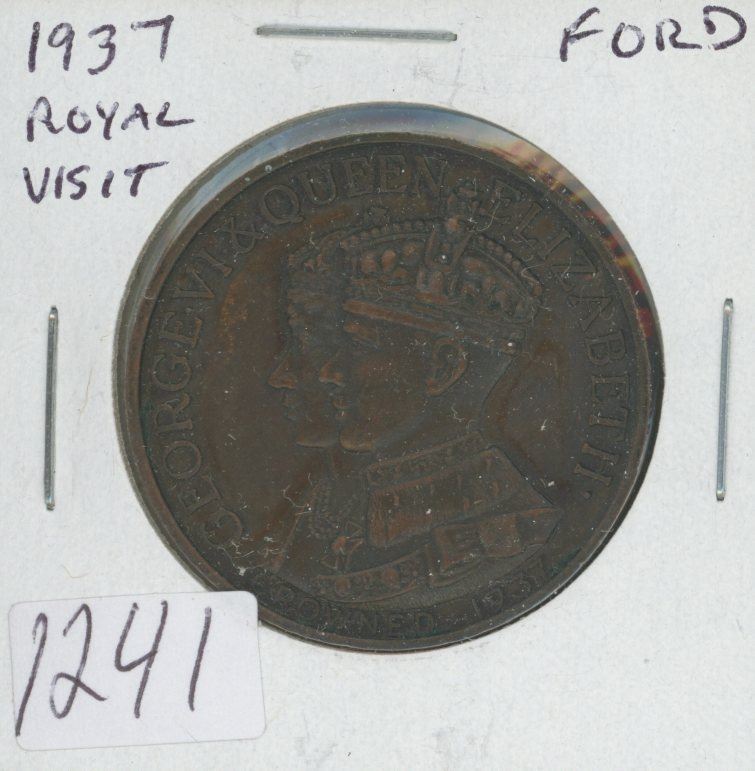 1937
ROYAL
VISIT
FORD
GEORGE·VI & QUEEN·ELIZABETH·
CROWNED 1937
1241